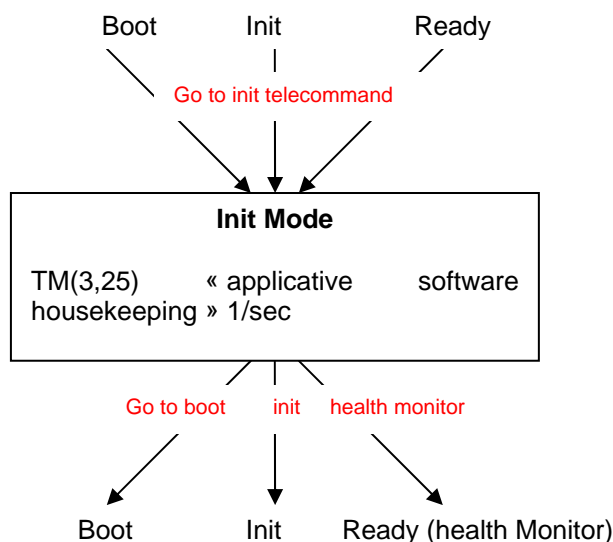 Boot Init Ready
Go to init telecommand
Init Mode
TM(3,25) « applicative software
housekeeping » 1/sec
Go to boot init health monitor
Boot Init Ready (health Monitor)